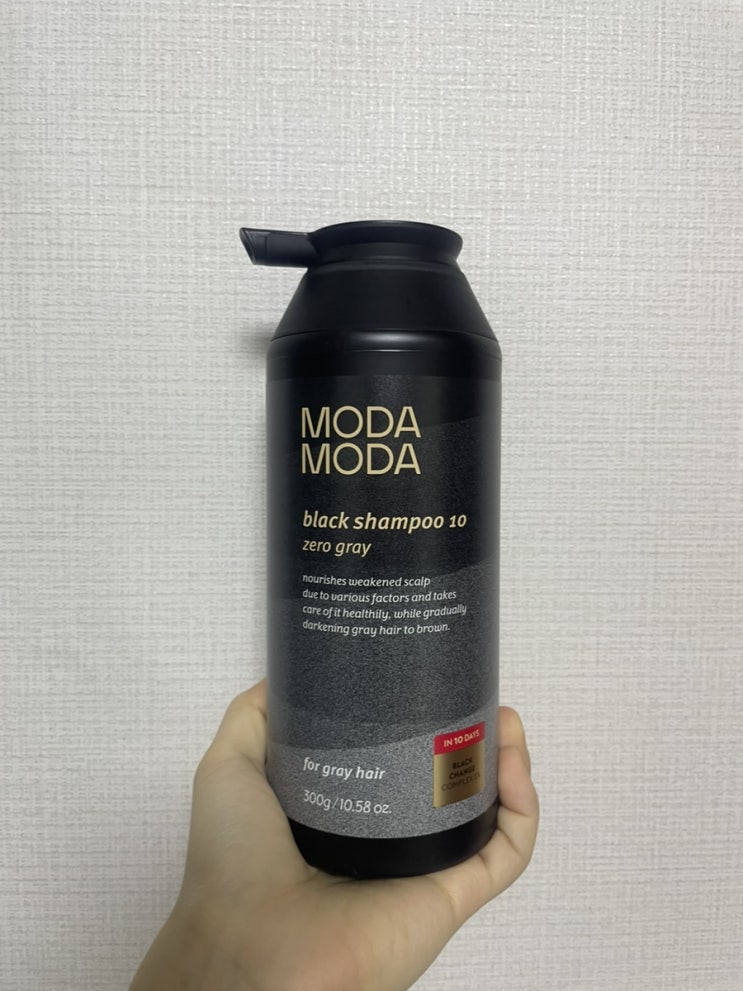 MODA
MODA
black shampoo 10
zero gray
nourishes weakened scalp
due to various factors and takes
care of it healthily, while gradually
darkening gray hair to brown.
IN 10 DAYS
BLACK
CHANGE
COMPLEX EX
for gray hair
300g/10.58 oz.